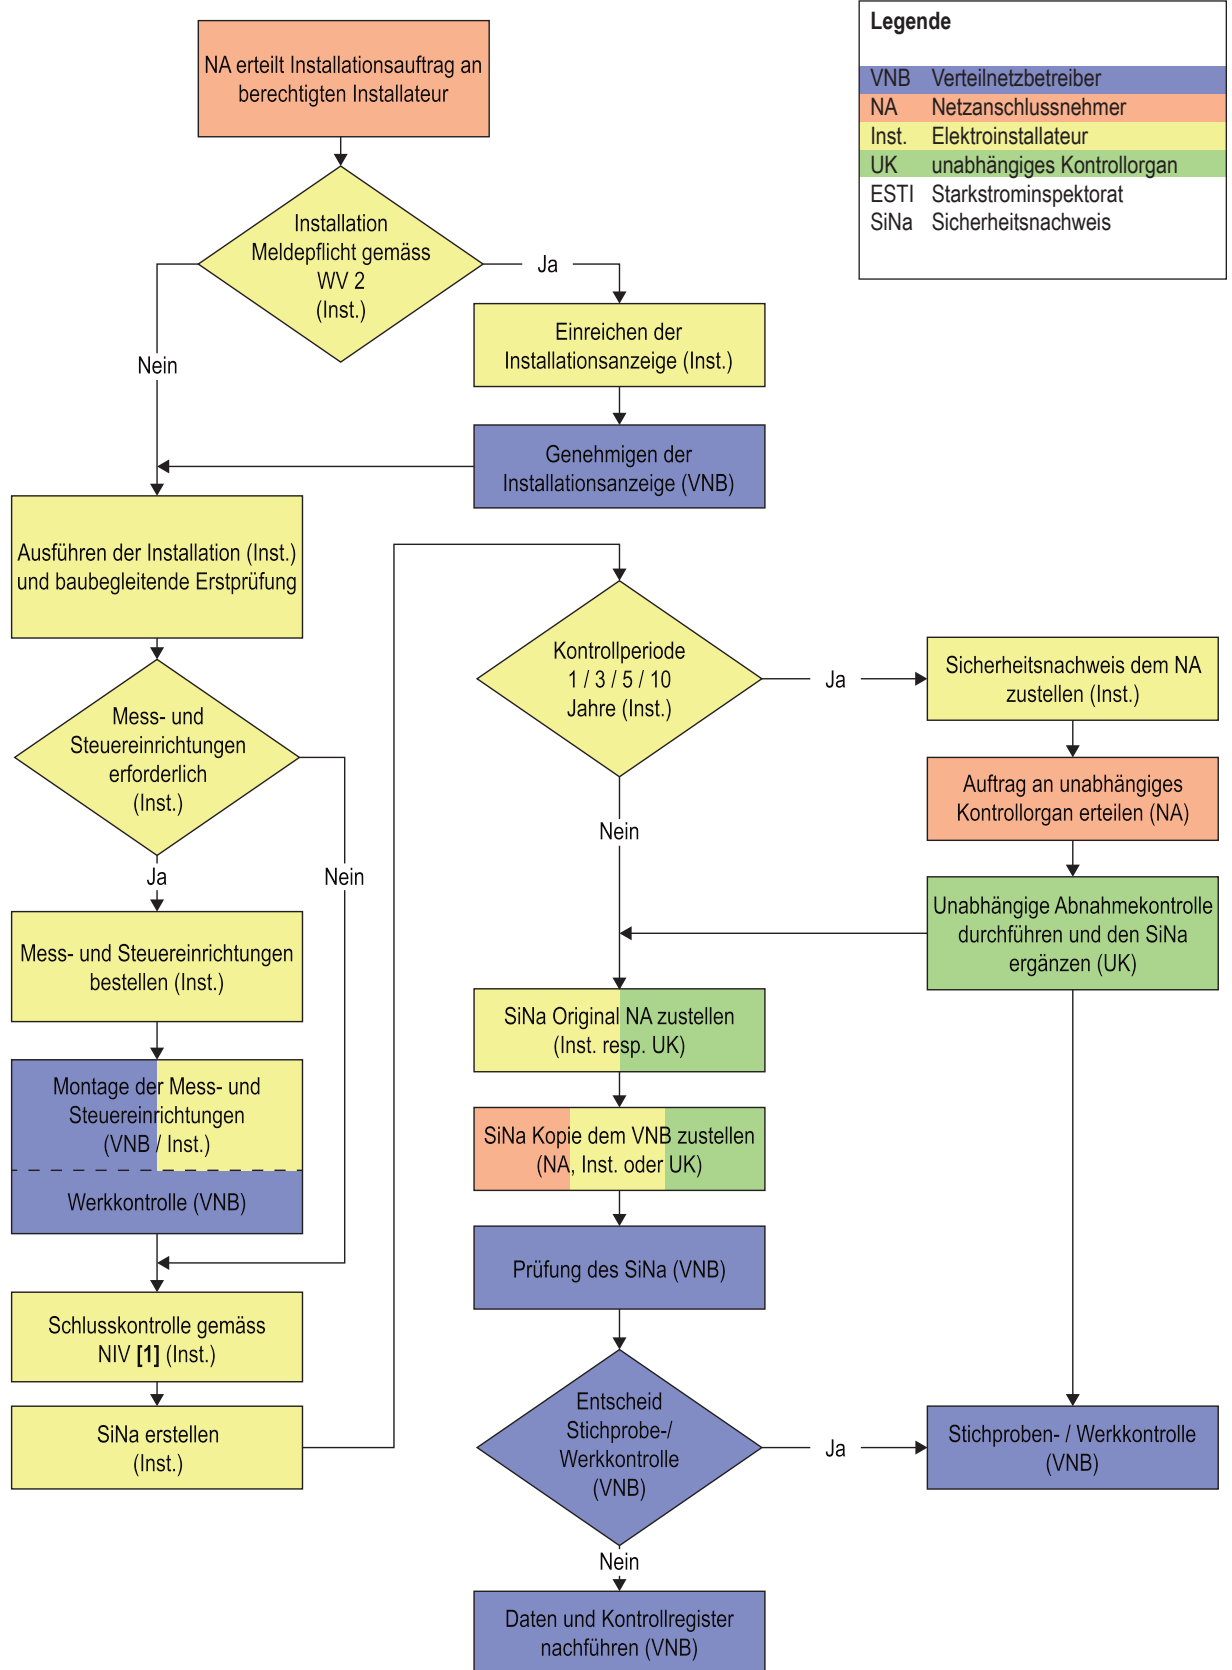 NA erteilt Installationsauftrag an
berechtigten Installateur
Legende
VNB Verteilnetzbetreiber
NA Netzanschlussnehmer
Inst. Elektroinstallateur
UK unabhängiges Kontrollorgan
ESTI Starkstrominspektorat
SiNa Sicherheitsnachweis
Installation
Meldepflicht gemäss
WV 2
(Inst.)
Ja
Nein
Einreichen der
Installationsanzeige (Inst.)
Genehmigen der
Installationsanzeige (VNB)
Ausführen der Installation (Inst.)
und baubegleitende Erstprüfung
Mess- und
Steuereinrichtungen
erforderlich
(Inst.)
Ja
Nein
Mess- und Steuereinrichtungen
bestellen (Inst.)
Montage der Mess- und
Steuereinrichtungen
(VNB / Inst.)
Werkkontrolle (VNB)
Schlusskontrolle gemäss
NIV [1] (Inst.)
SiNa erstellen
(Inst.)
Kontrollperiode
1 / 3 / 5 / 10
Jahre (Inst.)
Ja
Nein
Sicherheitsnachweis dem NA
zustellen (Inst.)
Auftrag an unabhängiges
Kontrollorgan erteilen (NA)
Unabhängige Abnahmekontrolle
durchführen und den SiNa
ergänzen (UK)
SiNa Original NA zustellen
(Inst. resp. UK)
SiNa Kopie dem VNB zustellen
(NA, Inst. oder UK)
Prüfung des SiNa (VNB)
Entscheid
Stichprobe-/
Werkkontrolle
(VNB)
Ja
Stichproben- / Werkkontrolle
(VNB)
Nein
Daten und Kontrollregister
nachführen (VNB)